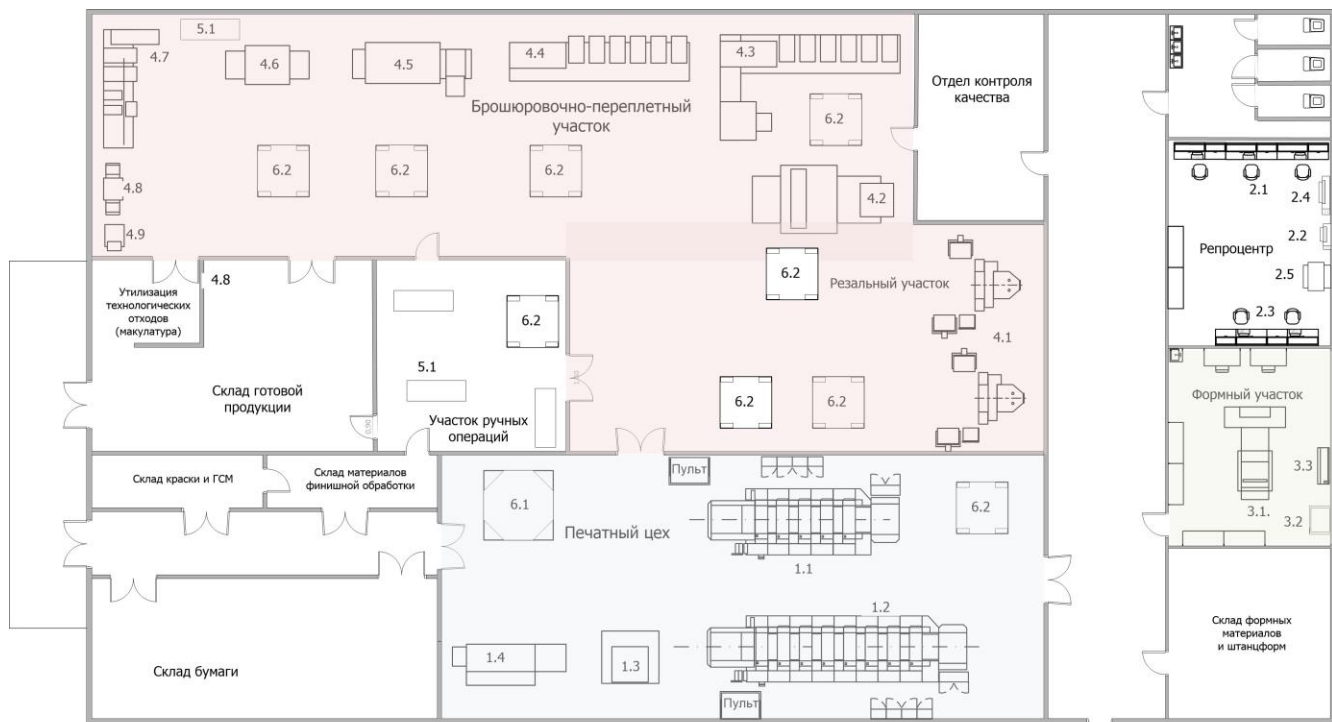 5.1
4.7
4.6
4.5
4.4
4.3
Брошюровочно-переплетный
участок
6.2
6.2
6.2
6.2
4.8
4.9
4.2
Отдел контроля
качества
2.1
2.4
2.2
Репроцентр
2.5
2.3
Утилизация
технологических
отходов
(макулатура)
4.8
Склад готовой
продукции
0,90
6.2
5.1
Участок ручных
операций
6.2
Резальный участок
4.1
6.2
6.2
Формный участок
3.3
3.1.
3.2
Склад краски и ГСМ
Склад материалов
финишной обработки
Пульт
6.1
Печатный цех
6.2
1.1
1.2
1.4
1.3
Пульт
Склад бумаги
Склад формных
материалов
и штанцформ